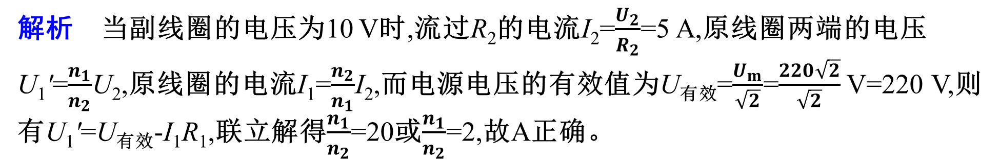 解析　当副线圈的电压为10 V时,流过R₂的电流I₂=U₂/R₂=5 A,原线圈两端的电压
U₁′=n₁/n₂U₂,原线圈的电流I₁=n₂/n₁I₂,而电源电压的有效值为U有效=Um/√2=220√2/√2 V=220 V,则
有U₁′=U有效-I₁R₁,联立解得n₁/n₂=20或n₁/n₂=2,故A正确。